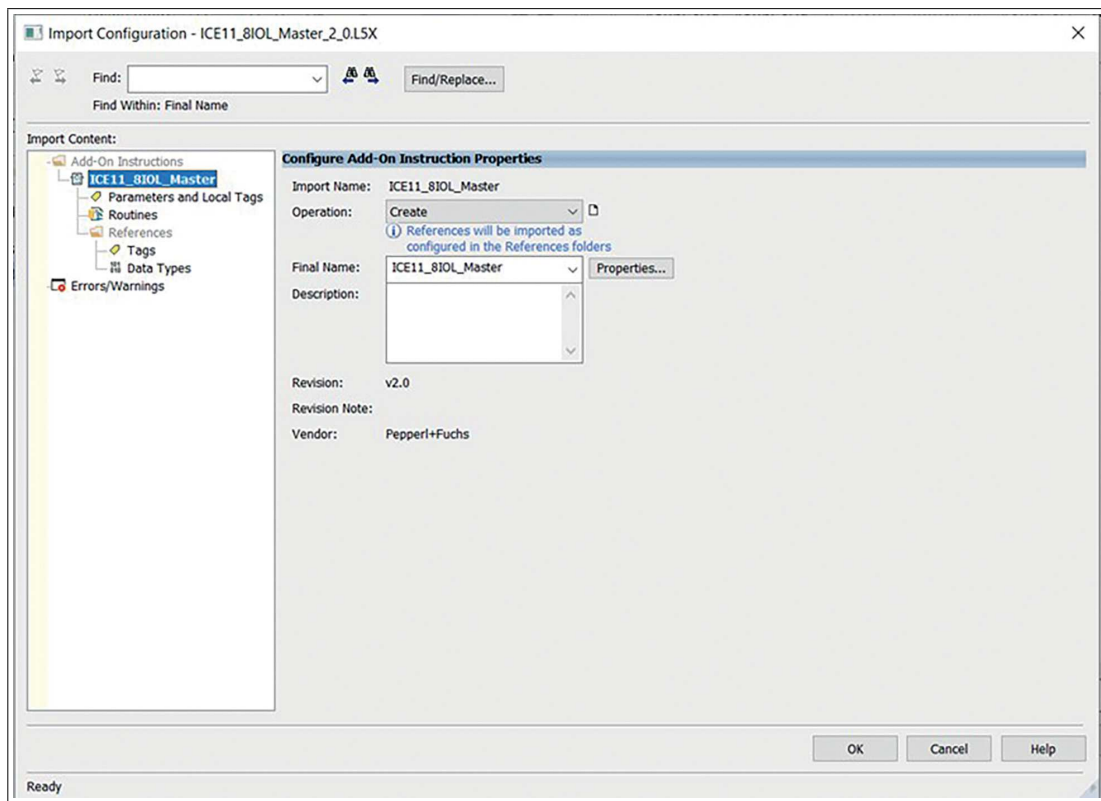 Import Configuration - ICE11_8IOL_Master_2_0.L5X
Find:
Find/Replace...
Find Within: Final Name
Import Content:
Add-On Instructions
ICE11_8IOL_Master
Parameters and Local Tags
Routines
References
Tags
Data Types
Errors/Warnings
Configure Add-On Instruction Properties
Import Name: ICE11_8IOL_Master
Operation: Create
References will be imported as
configured in the References folders
Final Name: ICE11_8IOL_Master Properties...
Description:
Revision: v2.0
Revision Note:
Vendor: Pepperl+Fuchs
OK Cancel Help
Ready